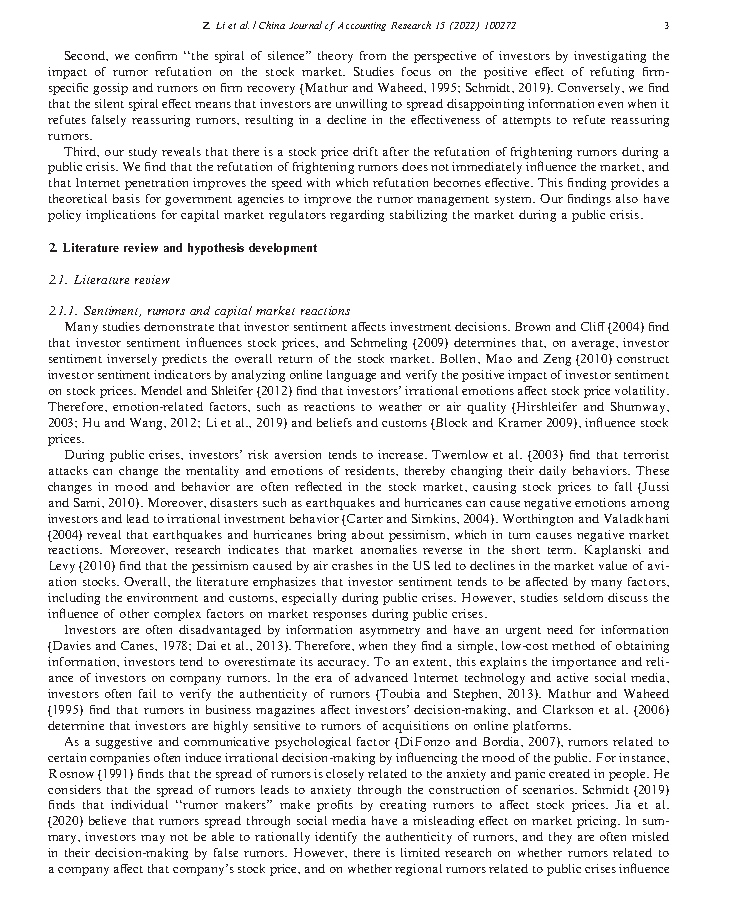 Z. Li et al. / China Journal of Accounting Research 15 (2022) 100272 3
Second, we confirm “the spiral of silence” theory from the perspective of investors by investigating the
impact of rumor refutation on the stock market. Studies focus on the positive effect of refuting firm-
specific gossip and rumors on firm recovery (Mathur and Waheed, 1995; Schmidt, 2019). Conversely, we find
that the silent spiral effect means that investors are unwilling to spread disappointing information even when it
refutes falsely reassuring rumors, resulting in a decline in the effectiveness of attempts to refute reassuring
rumors.
Third, our study reveals that there is a stock price drift after the refutation of frightening rumors during a
public crisis. We find that the refutation of frightening rumors does not immediately influence the market, and
that Internet penetration improves the speed with which refutation becomes effective. This finding provides a
theoretical basis for government agencies to improve the rumor management system. Our findings also have
policy implications for capital market regulators regarding stabilizing the market during a public crisis.
2. Literature review and hypothesis development
2.1. Literature review
2.1.1. Sentiment, rumors and capital market reactions
Many studies demonstrate that investor sentiment affects investment decisions. Brown and Cliff (2004) find
that investor sentiment influences stock prices, and Schmeling (2009) determines that, on average, investor
sentiment inversely predicts the overall return of the stock market. Bollen, Mao and Zeng (2010) construct
investor sentiment indicators by analyzing online language and verify the positive impact of investor sentiment
on stock prices. Mendel and Shleifer (2012) find that investors’ irrational emotions affect stock price volatility.
Therefore, emotion-related factors, such as reactions to weather or air quality (Hirshleifer and Shumway,
2003; Hu and Wang, 2012; Li et al., 2019) and beliefs and customs (Block and Kramer 2009), influence stock
prices.
During public crises, investors’ risk aversion tends to increase. Twemlow et al. (2003) find that terrorist
attacks can change the mentality and emotions of residents, thereby changing their daily behaviors. These
changes in mood and behavior are often reflected in the stock market, causing stock prices to fall (Jussi
and Sami, 2010). Moreover, disasters such as earthquakes and hurricanes can cause negative emotions among
investors and lead to irrational investment behavior (Carter and Simkins, 2004). Worthington and Valadkhani
(2004) reveal that earthquakes and hurricanes bring about pessimism, which in turn causes negative market
reactions. Moreover, research indicates that market anomalies reverse in the short term. Kaplanski and
Levy (2010) find that the pessimism caused by air crashes in the US led to declines in the market value of avi-
ation stocks. Overall, the literature emphasizes that investor sentiment tends to be affected by many factors,
including the environment and customs, especially during public crises. However, studies seldom discuss the
influence of other complex factors on market responses during public crises.
Investors are often disadvantaged by information asymmetry and have an urgent need for information
(Davies and Canes, 1978; Dai et al., 2013). Therefore, when they find a simple, low-cost method of obtaining
information, investors tend to overestimate its accuracy. To an extent, this explains the importance and reli-
ance of investors on company rumors. In the era of advanced Internet technology and active social media,
investors often fail to verify the authenticity of rumors (Toubia and Stephen, 2013). Mathur and Waheed
(1995) find that rumors in business magazines affect investors’ decision-making, and Clarkson et al. (2006)
determine that investors are highly sensitive to rumors of acquisitions on online platforms.
As a suggestive and communicative psychological factor (DiFonzo and Bordia, 2007), rumors related to
certain companies often induce irrational decision-making by influencing the mood of the public. For instance,
Rosnow (1991) finds that the spread of rumors is closely related to the anxiety and panic created in people. He
considers that the spread of rumors leads to anxiety through the construction of scenarios. Schmidt (2019)
finds that individual “rumor makers” make profits by creating rumors to affect stock prices. Jia et al.
(2020) believe that rumors spread through social media have a misleading effect on market pricing. In sum-
mary, investors may not be able to rationally identify the authenticity of rumors, and they are often misled
in their decision-making by false rumors. However, there is limited research on whether rumors related to
a company affect that company’s stock price, and on whether regional rumors related to public crises influence